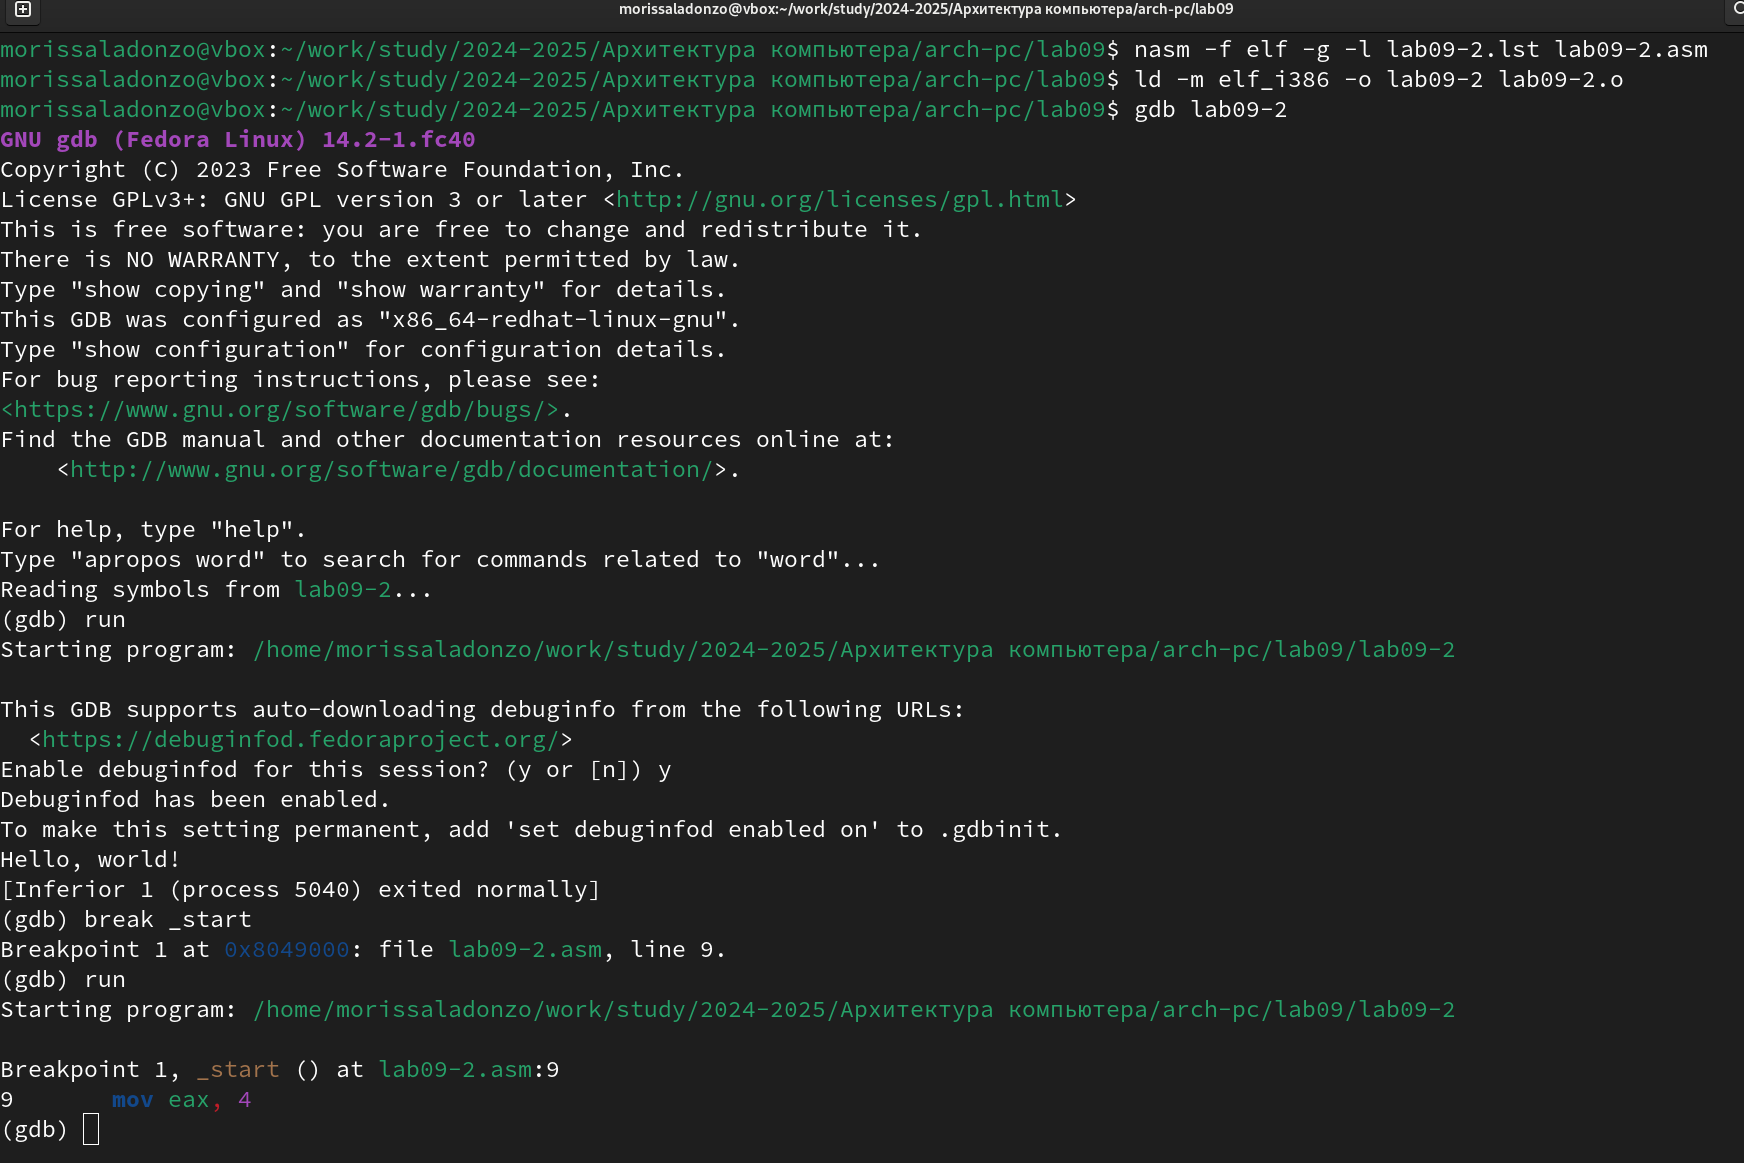 morissaladonzo@vbox:~/work/study/2024-2025/Архитектура компьютера/arch-pc/lab09
morissaladonzo@vbox:~/work/study/2024-2025/Архитектура компьютера/arch-pc/lab09$ nasm -f elf -g -l lab09-2.lst lab09-2.asm
morissaladonzo@vbox:~/work/study/2024-2025/Архитектура компьютера/arch-pc/lab09$ ld -m elf_i386 -o lab09-2 lab09-2.o
morissaladonzo@vbox:~/work/study/2024-2025/Архитектура компьютера/arch-pc/lab09$ gdb lab09-2
GNU gdb (Fedora Linux) 14.2-1.fc40
Copyright (C) 2023 Free Software Foundation, Inc.
License GPLv3+: GNU GPL version 3 or later <http://gnu.org/licenses/gpl.html>
This is free software: you are free to change and redistribute it.
There is NO WARRANTY, to the extent permitted by law.
Type "show copying" and "show warranty" for details.
This GDB was configured as "x86_64-redhat-linux-gnu".
Type "show configuration" for configuration details.
For bug reporting instructions, please see:
<https://www.gnu.org/software/gdb/bugs/>.
Find the GDB manual and other documentation resources online at:
    <http://www.gnu.org/software/gdb/documentation/>.

For help, type "help".
Type "apropos word" to search for commands related to "word"...
Reading symbols from lab09-2...
(gdb) run
Starting program: /home/morissaladonzo/work/study/2024-2025/Архитектура компьютера/arch-pc/lab09/lab09-2

This GDB supports auto-downloading debuginfo from the following URLs:
  <https://debuginfod.fedoraproject.org/>
Enable debuginfod for this session? (y or [n]) y
Debuginfod has been enabled.
To make this setting permanent, add 'set debuginfod enabled on' to .gdbinit.
Hello, world!
[Inferior 1 (process 5040) exited normally]
(gdb) break _start
Breakpoint 1 at 0x8049000: file lab09-2.asm, line 9.
(gdb) run
Starting program: /home/morissaladonzo/work/study/2024-2025/Архитектура компьютера/arch-pc/lab09/lab09-2

Breakpoint 1, _start () at lab09-2.asm:9
9       mov eax, 4
(gdb)